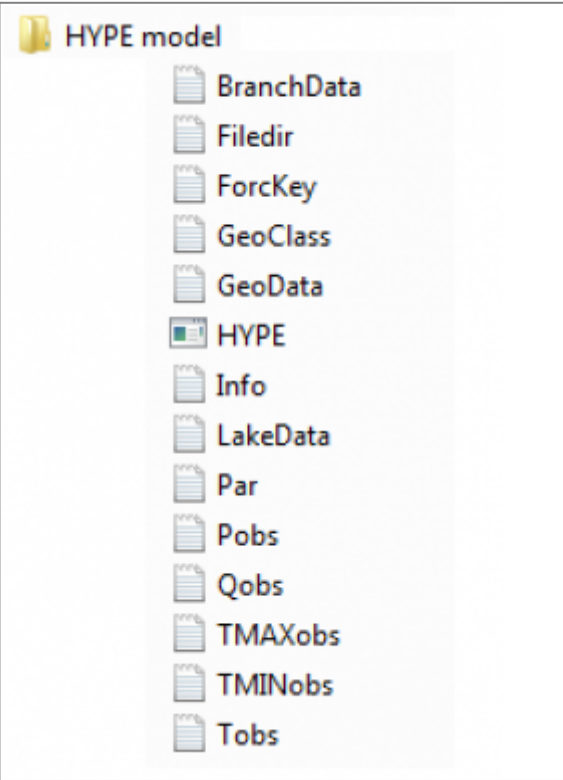 HYPE model
BranchData
Filedir
ForcKey
GeoClass
GeoData
HYPE
Info
LakeData
Par
Pobs
Qobs
TMAXobs
TMINobs
Tobs